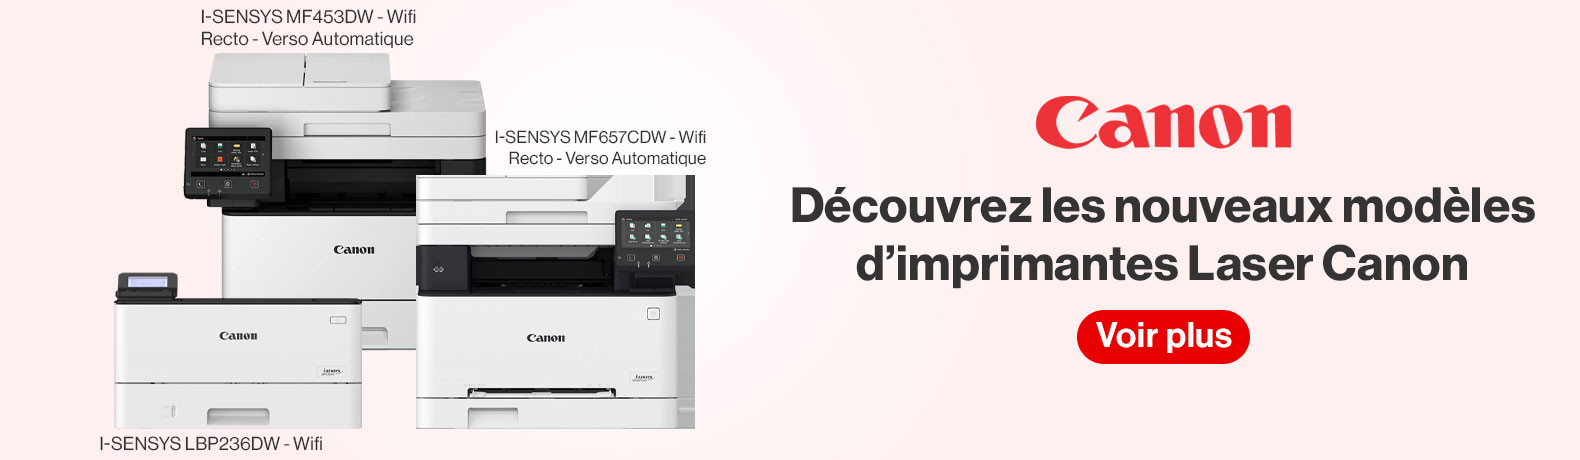 I-SENSYS MF453DW - Wifi
Recto - Verso Automatique
I-SENSYS MF657CDW - Wifi
Recto - Verso Automatique
Canon
Canon
Canon
I-SENSYS LBP236DW - Wifi
Canon
Découvrez les nouveaux modèles
d’imprimantes Laser Canon
Voir plus